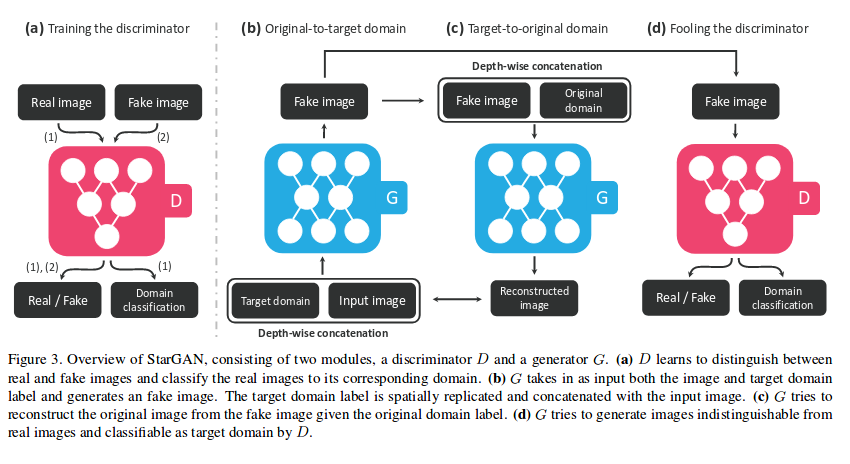 (a) Training the discriminator
(b) Original-to-target domain
(c) Target-to-original domain
(d) Fooling the discriminator
Real image
Fake image
(1)
(2)
D
(1), (2)
(1)
Real / Fake
Domain
classification
Fake image
G
Target domain
Input image
Depth-wise concatenation
Depth-wise concatenation
Fake image
Original
domain
G
Reconstructed
image
Fake image
D
Real / Fake
Domain
classification
Figure 3. Overview of StarGAN, consisting of two modules, a discriminator D and a generator G. (a) D learns to distinguish between
real and fake images and classify the real images to its corresponding domain. (b) G takes in as input both the image and target domain
label and generates an fake image. The target domain label is spatially replicated and concatenated with the input image. (c) G tries to
reconstruct the original image from the fake image given the original domain label. (d) G tries to generate images indistinguishable from
real images and classifiable as target domain by D.